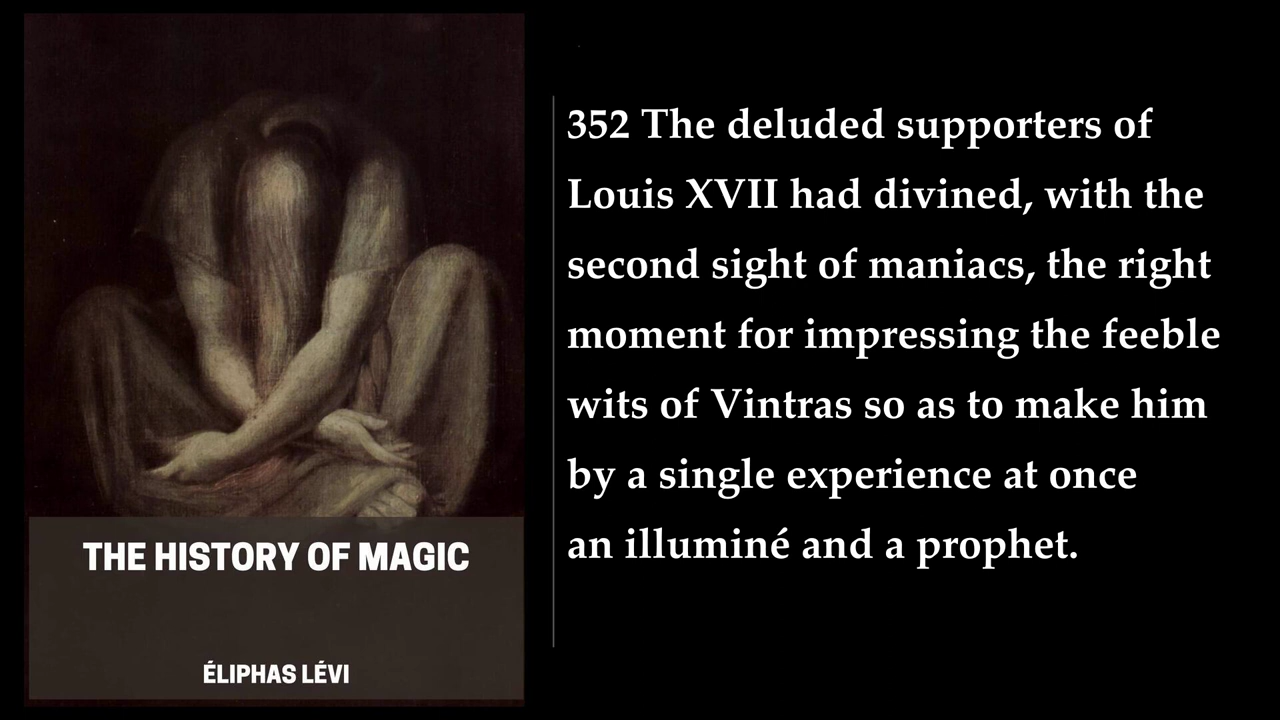 THE HISTORY OF MAGIC
ÉLIPHAS LÉVI
352 The deluded supporters of
Louis XVII had divined, with the
second sight of maniacs, the right
moment for impressing the feeble
wits of Vintras so as to make him
by a single experience at once
an illuminé and a prophet.